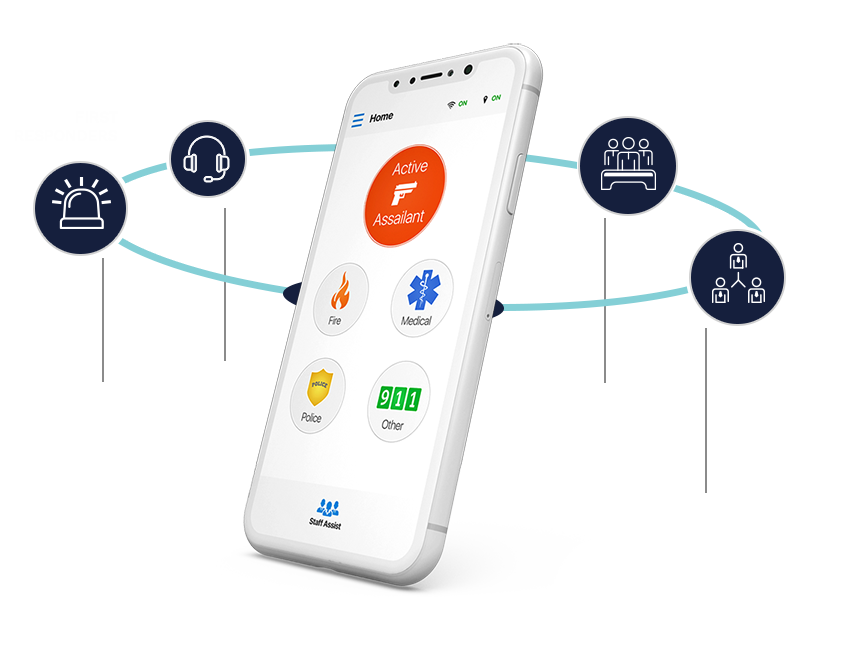 Home
ON
ON
Active
Assailant
Fire
Medical
POLICE
Police
911
Other
Staff Assist